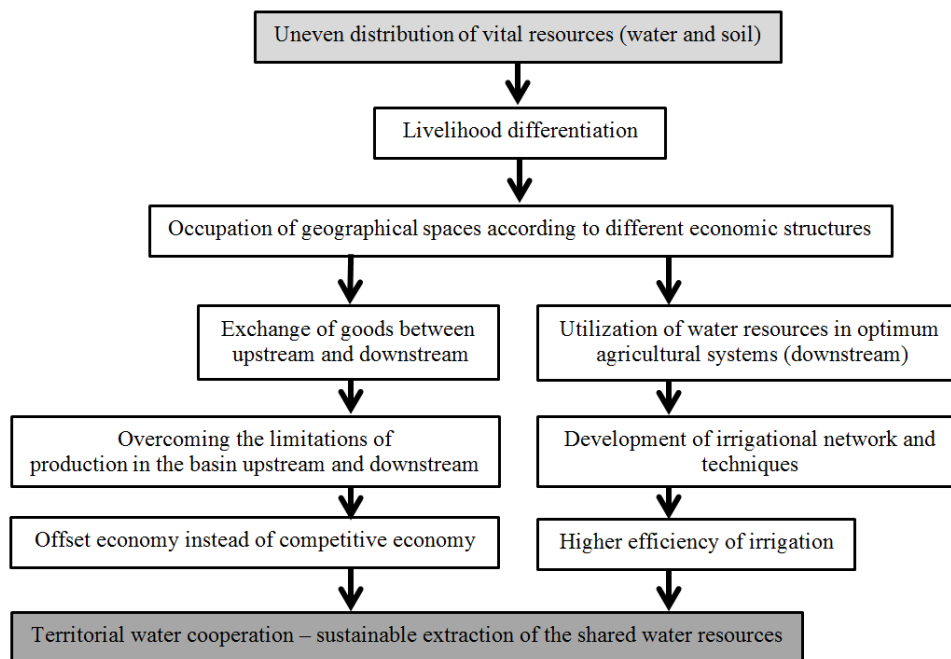 Uneven distribution of vital resources (water and soil)
Livelihood differentiation
Occupation of geographical spaces according to different economic structures
Exchange of goods between
upstream and downstream
Utilization of water resources in optimum
agricultural systems (downstream)
Overcoming the limitations of
production in the basin upstream and downstream
Development of irrigational network and
techniques
Offset economy instead of competitive economy
Higher efficiency of irrigation
Territorial water cooperation – sustainable extraction of the shared water resources